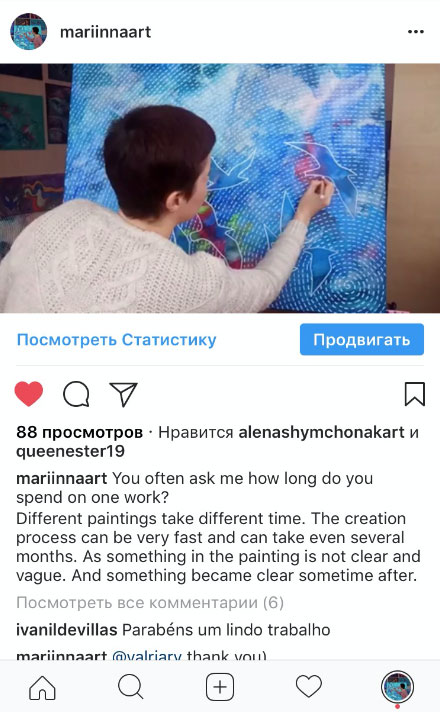 mariinnaart
Посмотреть Статистику
Продвигать
88 просмотров · Нравится alenashymchonakart и
queenester19
mariinnaart You often ask me how long do you
spend on one work?
Different paintings take different time. The creation
process can be very fast and can take even several
months. As something in the painting is not clear and
vague. And something became clear sometime after.
Посмотреть все комментарии (6)
ivanildevillas Parabéns um lindo trabalho
mariinnaart @valriary thank you)